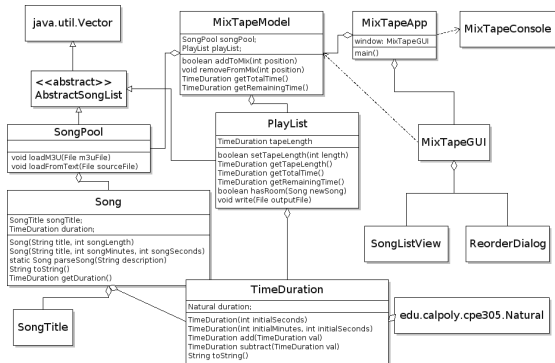 java.util.Vector
<<abstract>>
AbstractSongList
SongPool
void loadM3U(File m3uFile)
void loadFromText(File sourceFile)
Song
SongTitle songTitle;
TimeDuration duration;
Song(String title, int songLength)
Song(String title, int songMinutes, int songSeconds)
static Song parseSong(String description)
String toString()
TimeDuration getDuration()
SongTitle
MixTapeModel
SongPool songPool;
PlayList playList;
boolean addToMix(int position)
void removeFromMix(int position)
TimeDuration getTotalTime()
TimeDuration getRemainingTime()
PlayList
TimeDuration tapeLength
boolean setTapeLength(int length)
TimeDuration getTapeLength()
TimeDuration getTotalTime()
TimeDuration getRemainingTime()
boolean hasRoom(Song newSong)
void write(File outputFile)
TimeDuration
Natural duration;
TimeDuration(int initialSeconds)
TimeDuration(int initialMinutes, int initialSeconds)
TimeDuration add(TimeDuration val)
TimeDuration subtract(TimeDuration val)
String toString()
MixTapeApp
window: MixTapeGUI
main()
MixTapeConsole
MixTapeGUI
SongListView
ReorderDialog
edu.calpoly.cpe305.Natural